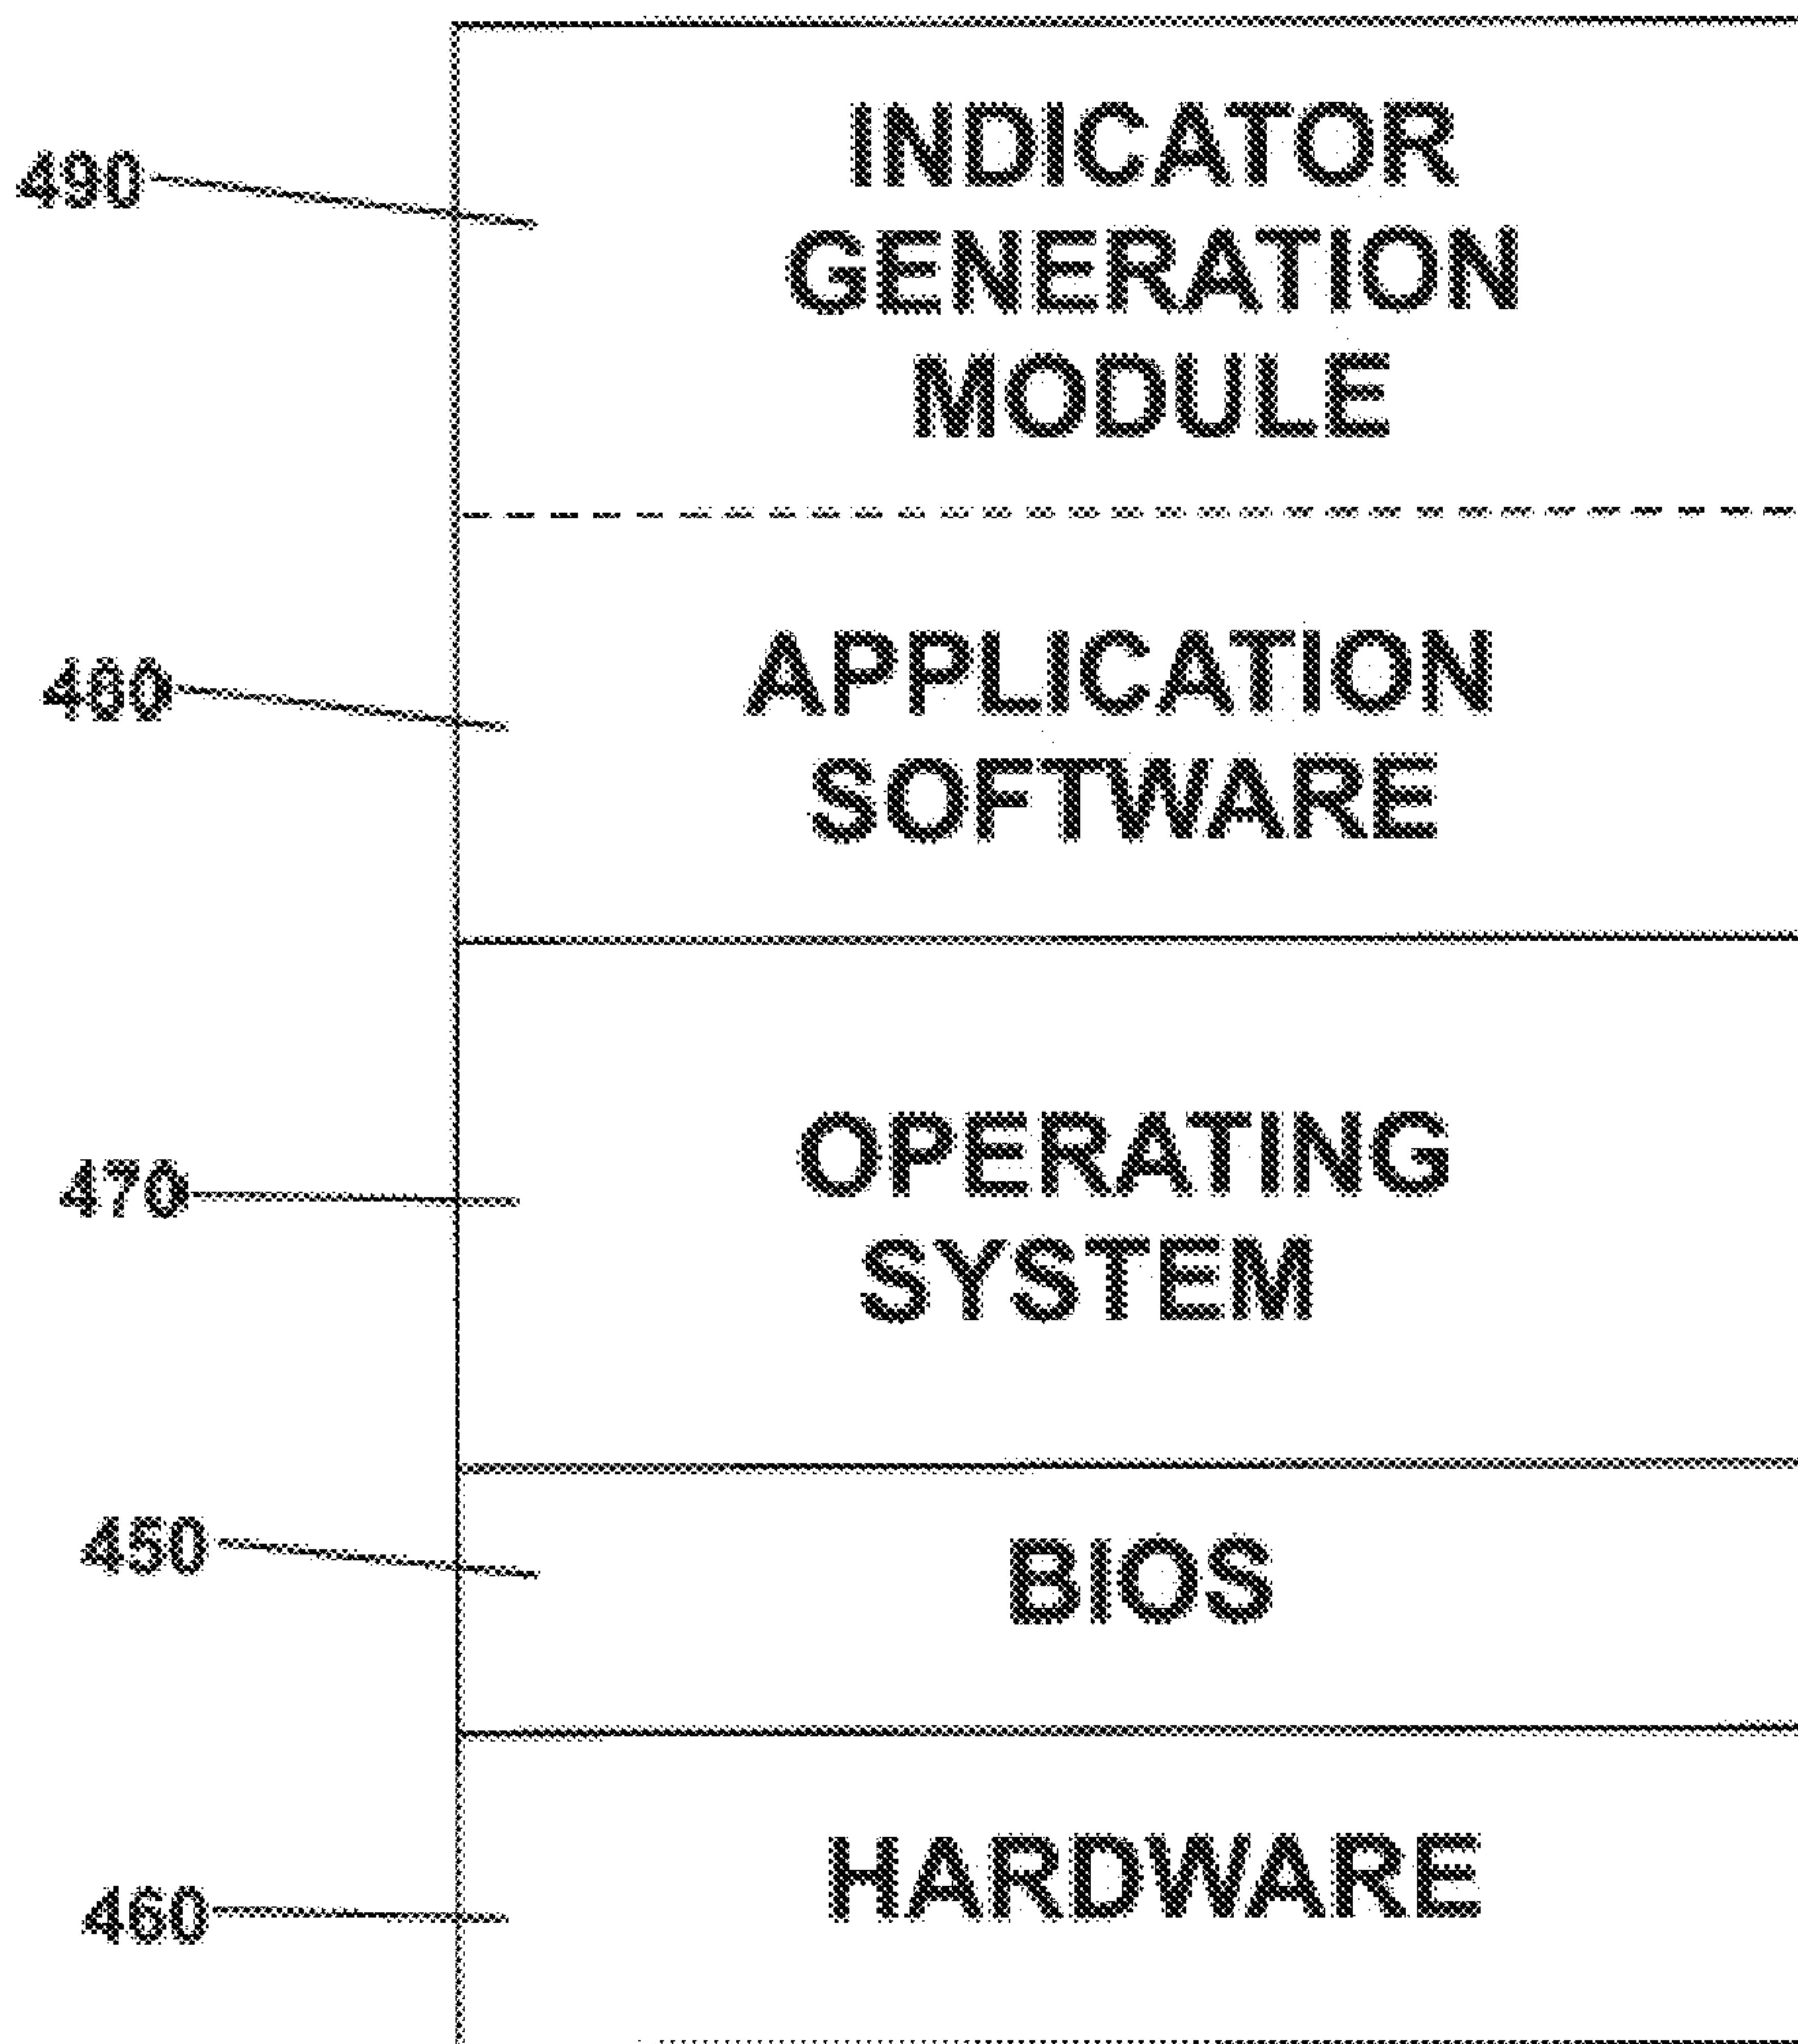 490
INDICATOR
GENERATION
MODULE
480
APPLICATION
SOFTWARE
470
OPERATING
SYSTEM
450
BIOS
460
HARDWARE